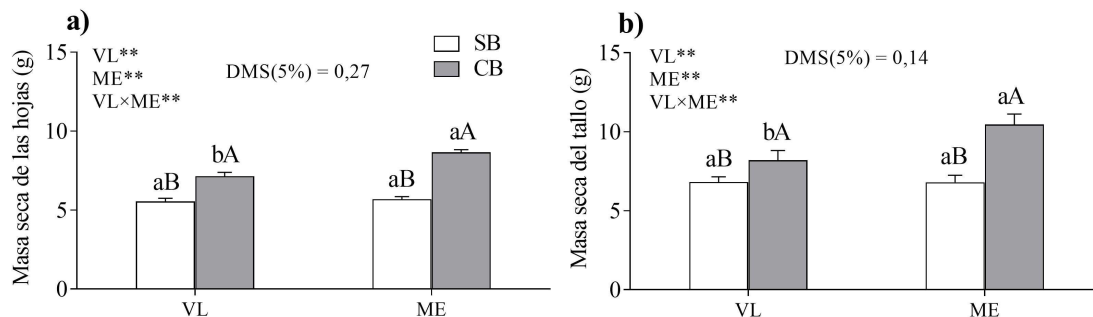 a)
VL**
ME**
VL×ME**
DMS(5%) = 0,27
SB
CB
Masa seca de las hojas (g)
15
10
5
0
aB
bA
aB
aA
VL
ME
b)
VL**
ME**
VL×ME**
DMS(5%) = 0,14
Masa seca del tallo (g)
15
10
5
0
aB
bA
aB
aA
VL
ME